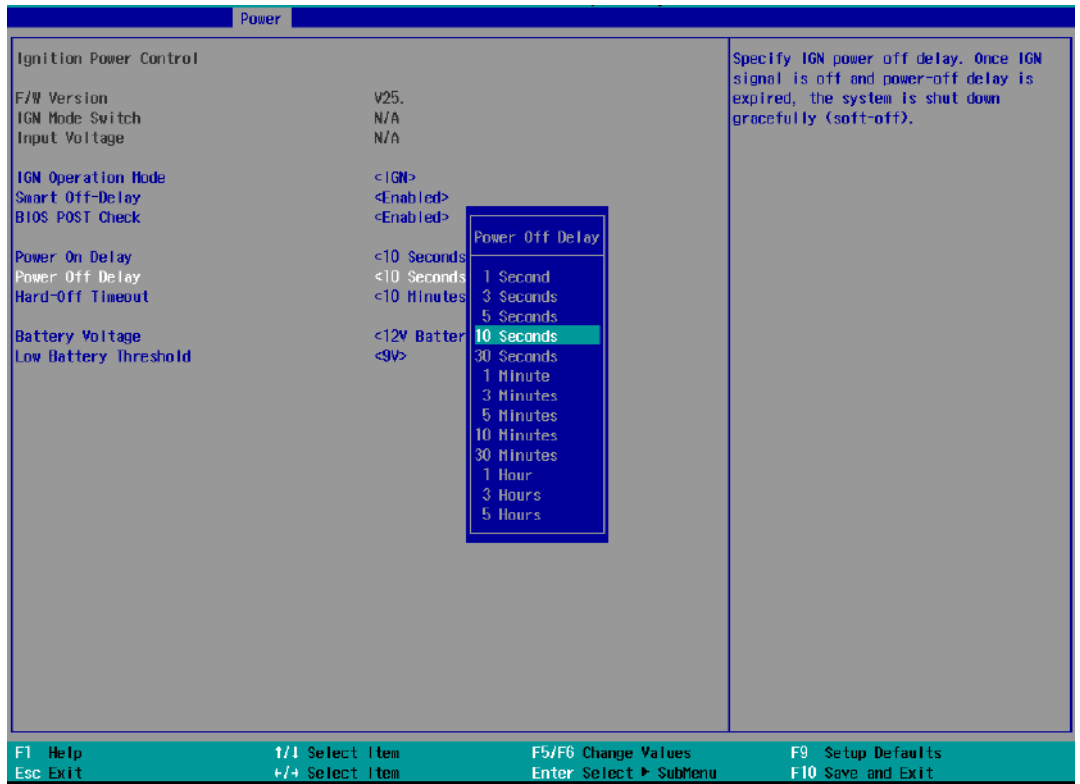 Power
Ignition Power Control
F/W Version V25.
IGN Mode Switch N/A
Input Voltage N/A
IGN Operation Mode <IGN>
Smart Off-Delay <Enabled>
BIOS POST Check <Enabled>
Power On Delay <10 Seconds
Power Off Delay <10 Seconds
Hard-Off Timeout <10 Minutes
Battery Voltage <12V Batter
Low Battery Threshold <9V>
Power Off Delay
1 Second
3 Seconds
5 Seconds
10 Seconds
30 Seconds
1 Minute
3 Minutes
5 Minutes
10 Minutes
30 Minutes
1 Hour
3 Hours
5 Hours
Specify IGN power off delay. Once IGN
signal is off and power-off delay is
expired, the system is shut down
gracefully (soft-off).
F1 Help ↑/↓ Select Item F5/F6 Change Values F9 Setup Defaults
Esc Exit ←/→ Select Item Enter Select ► SubMenu F10 Save and Exit